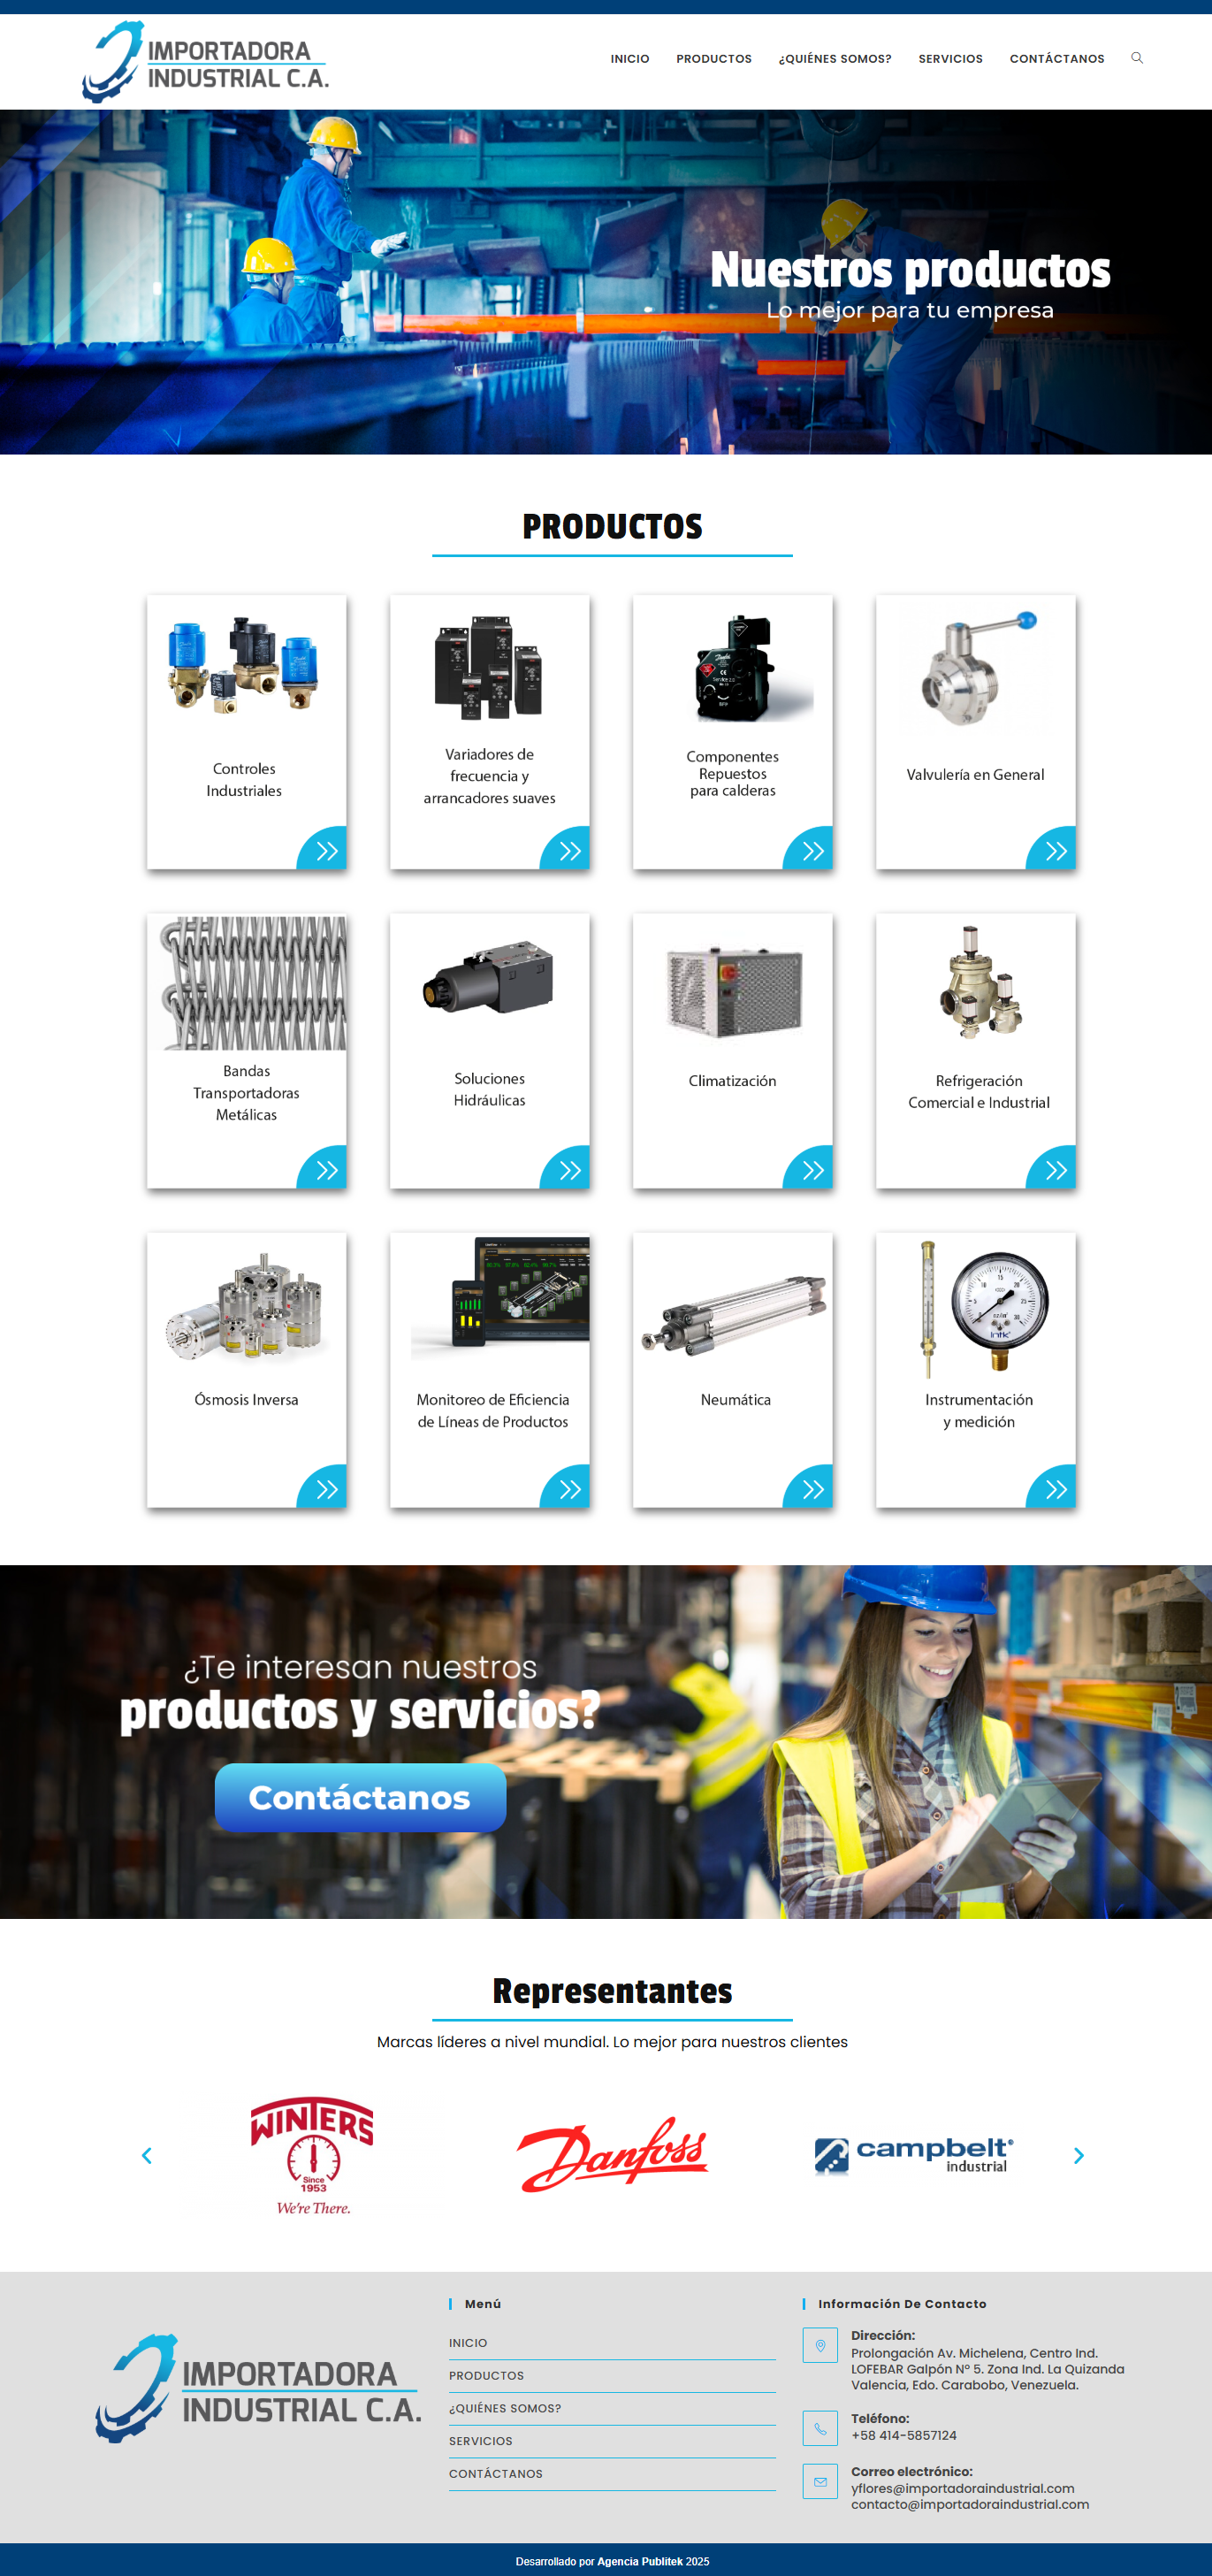 IMPORTADORA
INDUSTRIAL C.A.
INICIO
PRODUCTOS
¿QUIÉNES SOMOS?
SERVICIOS
CONTÁCTANOS
Nuestros productos
Lo mejor para tu empresa
PRODUCTOS
Controles
Industriales
Variadores de
frecuencia y
arrancadores suaves
Componentes
Repuestos
para calderas
Valvulería en General
Bandas
Transportadoras
Metálicas
Soluciones
Hidráulicas
Climatización
Refrigeración
Comercial e Industrial
Ósmosis Inversa
Monitoreo de Eficiencia
de Líneas de Productos
Neumática
Instrumentación
y medición
¿Te interesan nuestros
productos y servicios?
Contáctanos
Representantes
Marcas líderes a nivel mundial. Lo mejor para nuestros clientes
WINTERS
Since
1953
We're There.
Danfoss
campbelt®
industrial
IMPORTADORA
INDUSTRIAL C.A.
Menú
INICIO
PRODUCTOS
¿QUIÉNES SOMOS?
SERVICIOS
CONTÁCTANOS
Información De Contacto
Dirección:
Prolongación Av. Michelena, Centro Ind.
LOFEBAR Galpón Nº 5. Zona Ind. La Quizanda
Valencia, Edo. Carabobo, Venezuela.
Teléfono:
+58 414-5857124
Correo electrónico:
yflores@importadoraindustrial.com
contacto@importadoraindustrial.com
Desarrollado por Agencia Publitek 2025